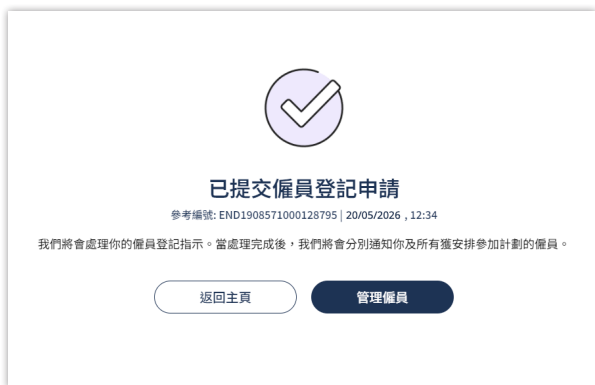 已提交僱員登記申請
參考編號: END1908571000128795 | 20/05/2026 , 12:34
我們將會處理你的僱員登記指示。當處理完成後，我們將會分別通知你及所有獲安排參加計劃的僱員。
返回主頁
管理僱員